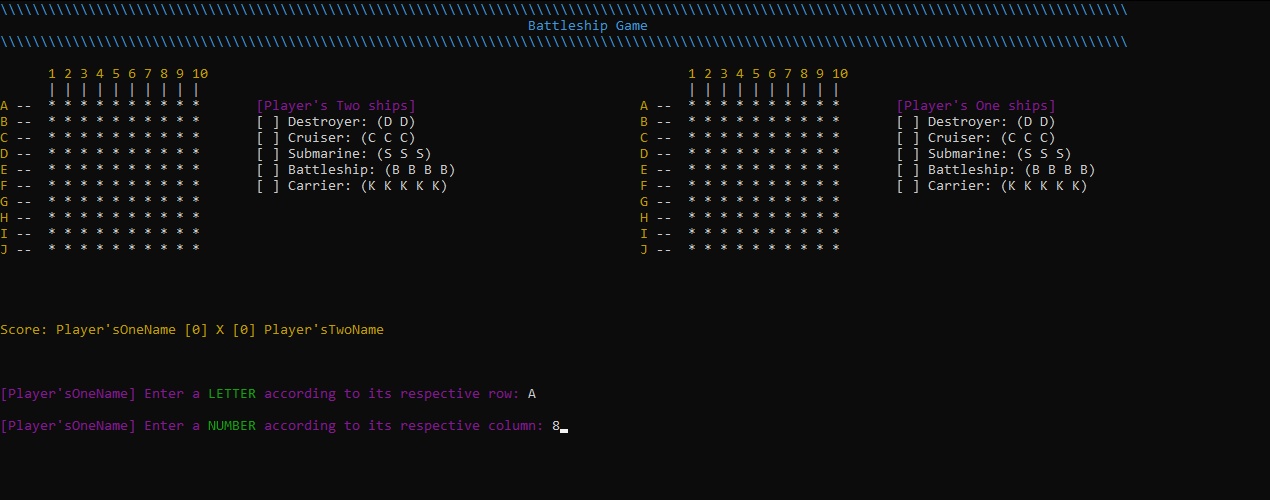 \\\\\\\\\\\\\\\\\\\\\\\\\\\\\\\\\\\\\\\\\\\\\\\\\\\\\\\\\\\\\\\\\\\\\\\\\\\\\\\\\\\\\\\\\\\\\\\\\\\\\\\\\\\\\\\\\\\\\\\\\\\\\\\\\\\\\\\\\\\\\
Battleship Game
\\\\\\\\\\\\\\\\\\\\\\\\\\\\\\\\\\\\\\\\\\\\\\\\\\\\\\\\\\\\\\\\\\\\\\\\\\\\\\\\\\\\\\\\\\\\\\\\\\\\\\\\\\\\\\\\\\\\\\\\\\\\\\\\\\\\\\\\\\\\\
1 2 3 4 5 6 7 8 9 10 1 2 3 4 5 6 7 8 9 10
| | | | | | | | | | | | | | | | | | | |
A -- * * * * * * * * * * [Player's Two ships] A -- * * * * * * * * * * [Player's One ships]
B -- * * * * * * * * * * [ ] Destroyer: (D D) B -- * * * * * * * * * * [ ] Destroyer: (D D)
C -- * * * * * * * * * * [ ] Cruiser: (C C C) C -- * * * * * * * * * * [ ] Cruiser: (C C C)
D -- * * * * * * * * * * [ ] Submarine: (S S S) D -- * * * * * * * * * * [ ] Submarine: (S S S)
E -- * * * * * * * * * * [ ] Battleship: (B B B B) E -- * * * * * * * * * * [ ] Battleship: (B B B B)
F -- * * * * * * * * * * [ ] Carrier: (K K K K K) F -- * * * * * * * * * * [ ] Carrier: (K K K K K)
G -- * * * * * * * * * * G -- * * * * * * * * * *
H -- * * * * * * * * * * H -- * * * * * * * * * *
I -- * * * * * * * * * * I -- * * * * * * * * * *
J -- * * * * * * * * * * J -- * * * * * * * * * *
Score: Player'sOneName [0] X [0] Player'sTwoName
[Player'sOneName] Enter a LETTER according to its respective row: A
[Player'sOneName] Enter a NUMBER according to its respective column: 8_